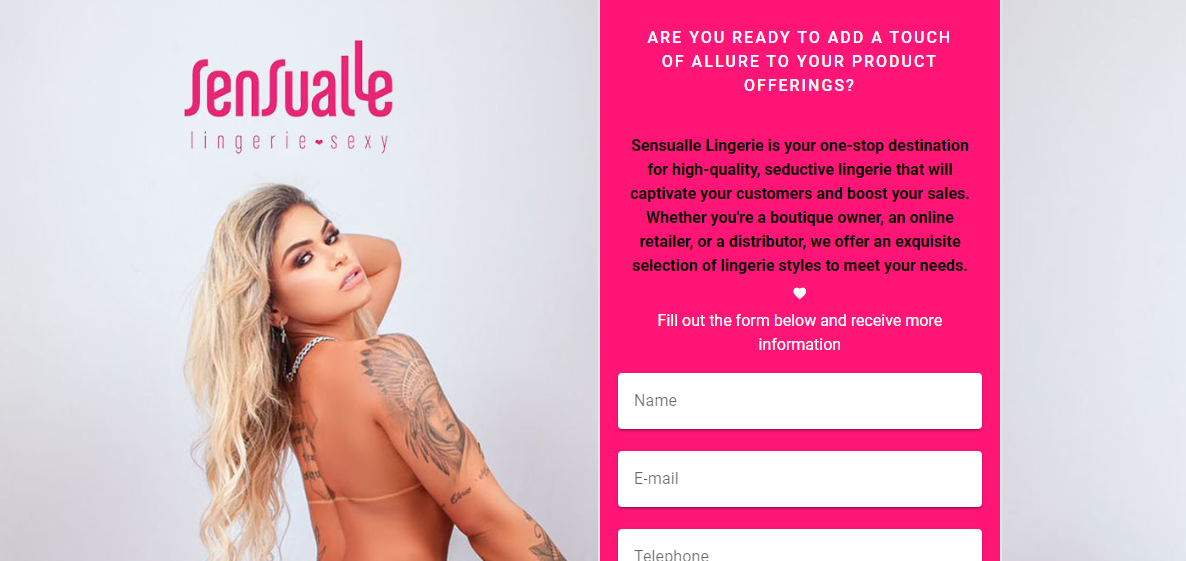 Sensualle
lingerie sexy
ARE YOU READY TO ADD A TOUCH
OF ALLURE TO YOUR PRODUCT
OFFERINGS?
Sensualle Lingerie is your one-stop destination
for high-quality, seductive lingerie that will
captivate your customers and boost your sales.
Whether you're a boutique owner, an online
retailer, or a distributor, we offer an exquisite
selection of lingerie styles to meet your needs.
Fill out the form below and receive more
information
Name
E-mail
Telephone